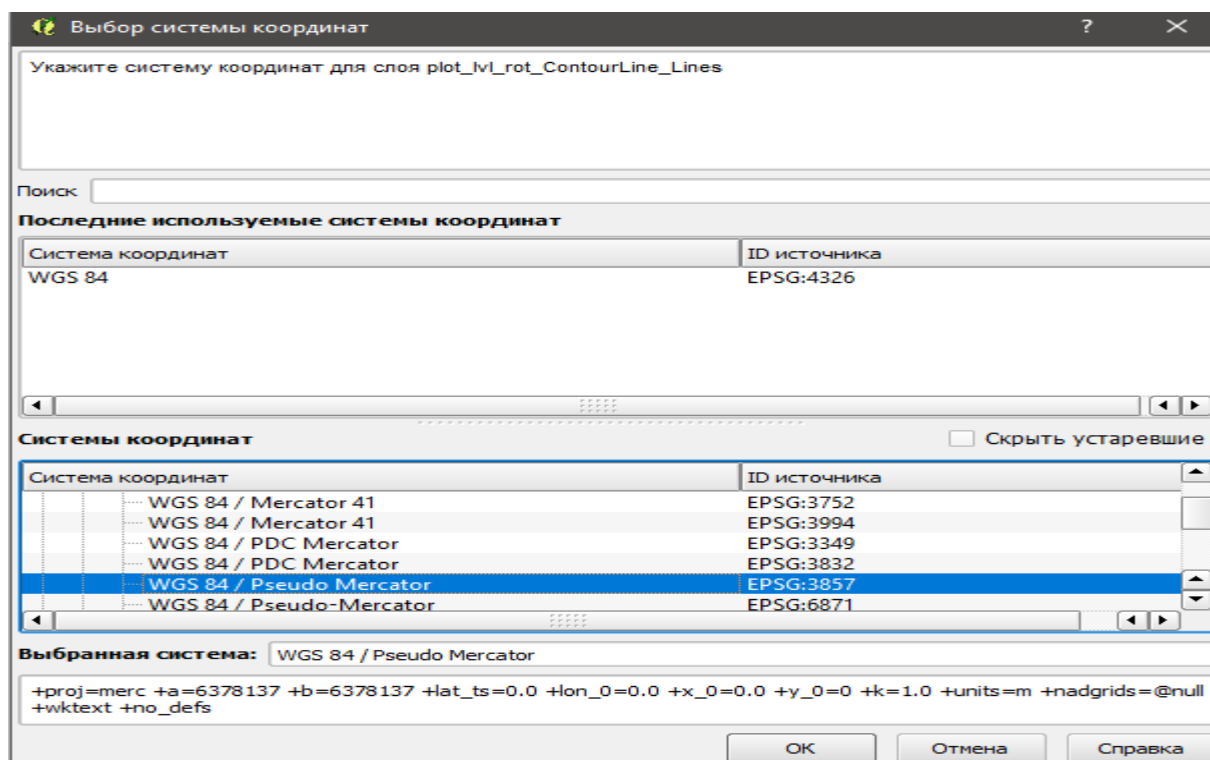 Выбор системы координат
Укажите систему координат для слоя plot_lvl_rot_ContourLine_Lines
Поиск
Последние используемые системы координат
Система координат ID источника
WGS 84 EPSG:4326
Системы координат Скрыть устаревшие
Система координат ID источника
WGS 84 / Mercator 41 EPSG:3752
WGS 84 / Mercator 41 EPSG:3994
WGS 84 / PDC Mercator EPSG:3349
WGS 84 / PDC Mercator EPSG:3832
WGS 84 / Pseudo Mercator EPSG:3857
WGS 84 / Pseudo-Mercator EPSG:6871
Выбранная система: WGS 84 / Pseudo Mercator
+proj=merc +a=6378137 +b=6378137 +lat_ts=0.0 +lon_0=0.0 +x_0=0.0 +y_0=0 +k=1.0 +units=m +nadgrids=@null
+wktext +no_defs
OK Отмена Справка